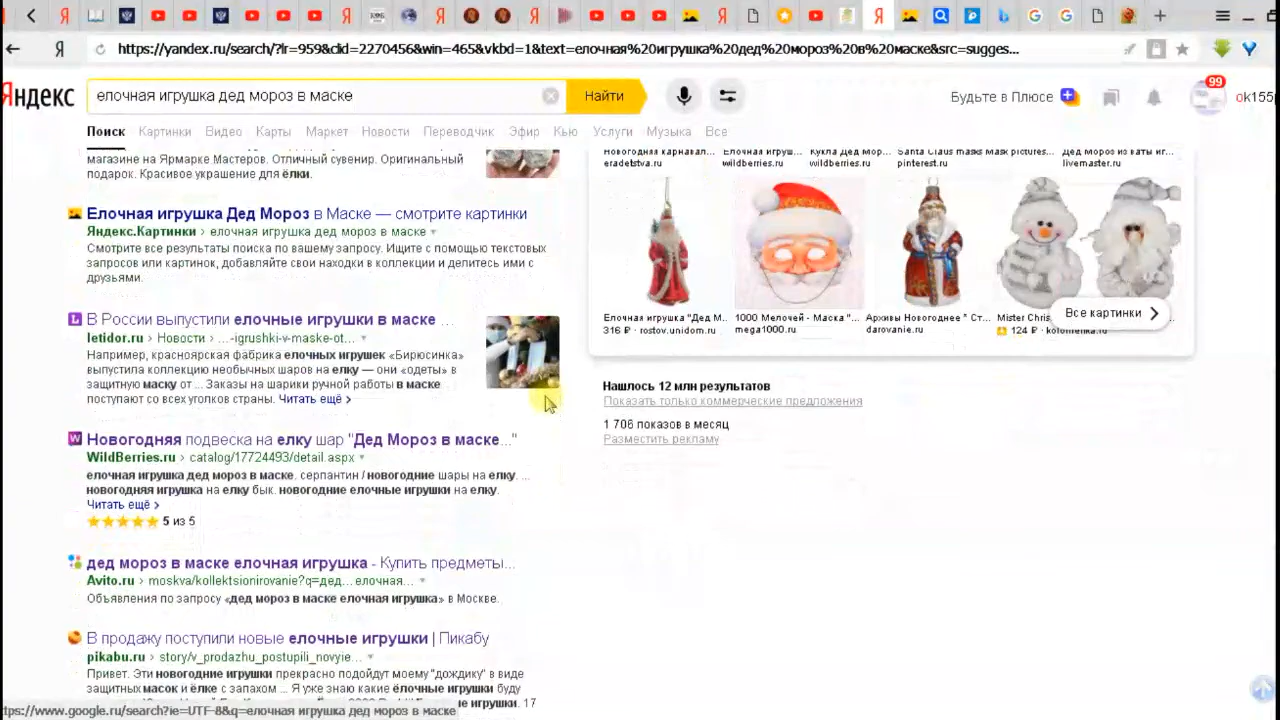 https://yandex.ru/search/?lr=959&clid=2270456&win=465&vkbd=1&text=елочная%20игрушка%20дед%20мороз%20в%20маске&src=sugges...
Яндекс
елочная игрушка дед мороз в маске
Найти
Будьте в Плюсе
99
ok155
Поиск Картинки Видео Карты Маркет Новости Переводчик Эфир Кью Услуги Музыка Все
магазине на Ярмарке Мастеров. Отличный сувенир. Оригинальный
подарок. Красивое украшение для ёлки.
Елочная игрушка Дед Мороз в Маске — смотрите картинки
Яндекс.Картинки › елочная игрушка дед мороз в маске
Смотрите все результаты поиска по вашему запросу. Ищите с помощью текстовых
запросов или картинок, добавляйте свои находки в коллекции и делитесь ими с
друзьями.
В России выпустили елочные игрушки в маске ...
letidor.ru › Новости › ...-igrushki-v-maske-ot...
Например, красноярская фабрика елочных игрушек «Бирюсинка»
выпустила коллекцию необычных шаров на елку — они «одеты» в
защитную маску от ... Заказы на шарики ручной работы в маске
поступают со всех уголков страны. Читать ещё ›
Новогодняя подвеска на елку шар "Дед Мороз в маске..."
WildBerries.ru › catalog/17724493/detail.aspx
елочная игрушка дед мороз в маске. серпантин / новогодние шары на елку. ...
новогодняя игрушка на елку бык. новогодние елочные игрушки на елку.
Читать ещё ›
5 из 5
дед мороз в маске елочная игрушка - Купить предметы...
Avito.ru › moskva/kollektsionirovanie?q=дед...елочная...
Объявления по запросу «дед мороз в маске елочная игрушка» в Москве.
В продажу поступили новые елочные игрушки | Пикабу
pikabu.ru › story/v_prodazhu_postupili_novyie...
Привет. Эти новогодние игрушки прекрасно подойдут моему "дождику" в виде
защитных масок и ёлке с запахом ... Я уже знаю какие ёлочные игрушки буду
ые игрушки. 17
tps://www.google.ru/search?ie=UTF-8&q=елочная игрушка дед мороз в маске
Новогодний карнавал... Елочная игруш... Кукла Дед Мор... Santa Claus masks Mask pictures... Дед Мороз из ваты иг...
eradetstva.ru wildberries.ru wildberries.ru pinterest.ru livemaster.ru
Елочная игрушка "Дед М.. 1000 Мелочей - Маска "... Архивы Новогоднее * Ст... Mister Chris
316 ₽ · rostov.unidom.ru mega1000.ru darovanie.ru 124 ₽ · kolomenka.ru
Все картинки
Нашлось 12 млн результатов
Показать только коммерческие предложения
1 706 показов в месяц
Разместить рекламу